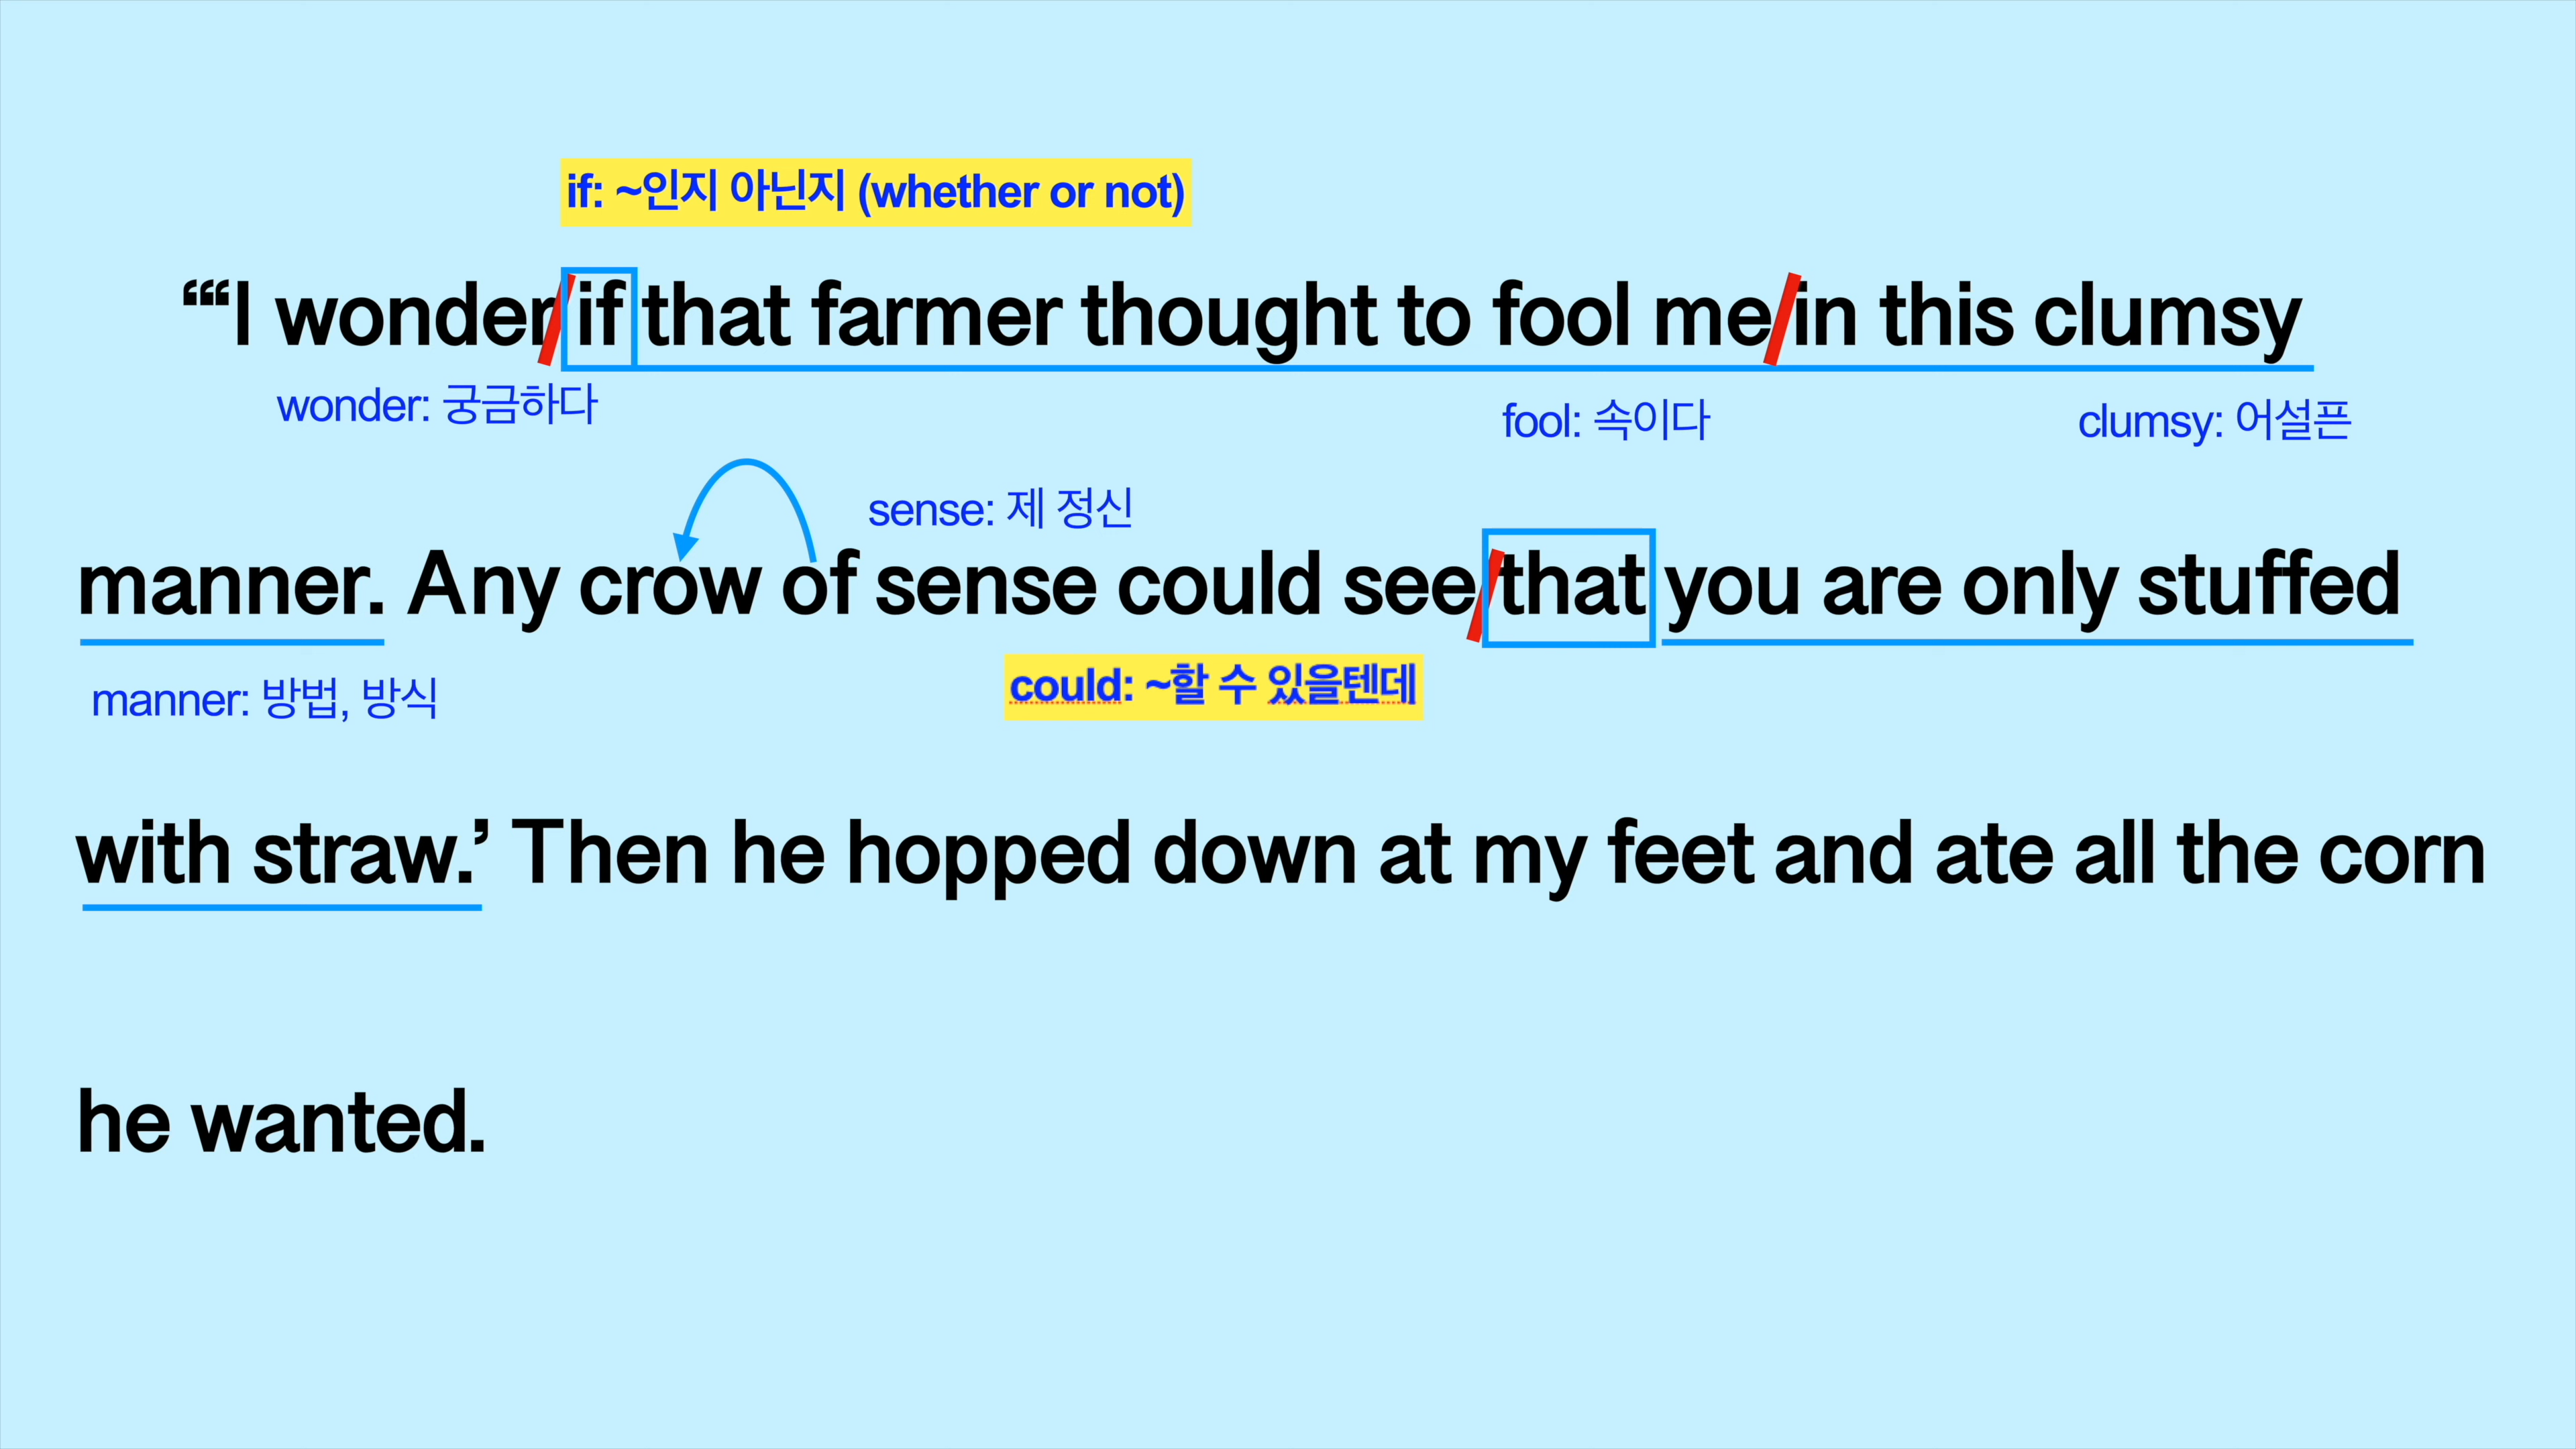 if: ~인지 아닌지 (whether or not)
“‘I wonder if that farmer thought to fool me in this clumsy
wonder: 궁금하다
fool: 속이다
clumsy: 어설픈
sense: 제 정신
manner. Any crow of sense could see that you are only stuffed
manner: 방법, 방식
could: ~할 수 있을텐데
with straw.’ Then he hopped down at my feet and ate all the corn
he wanted.